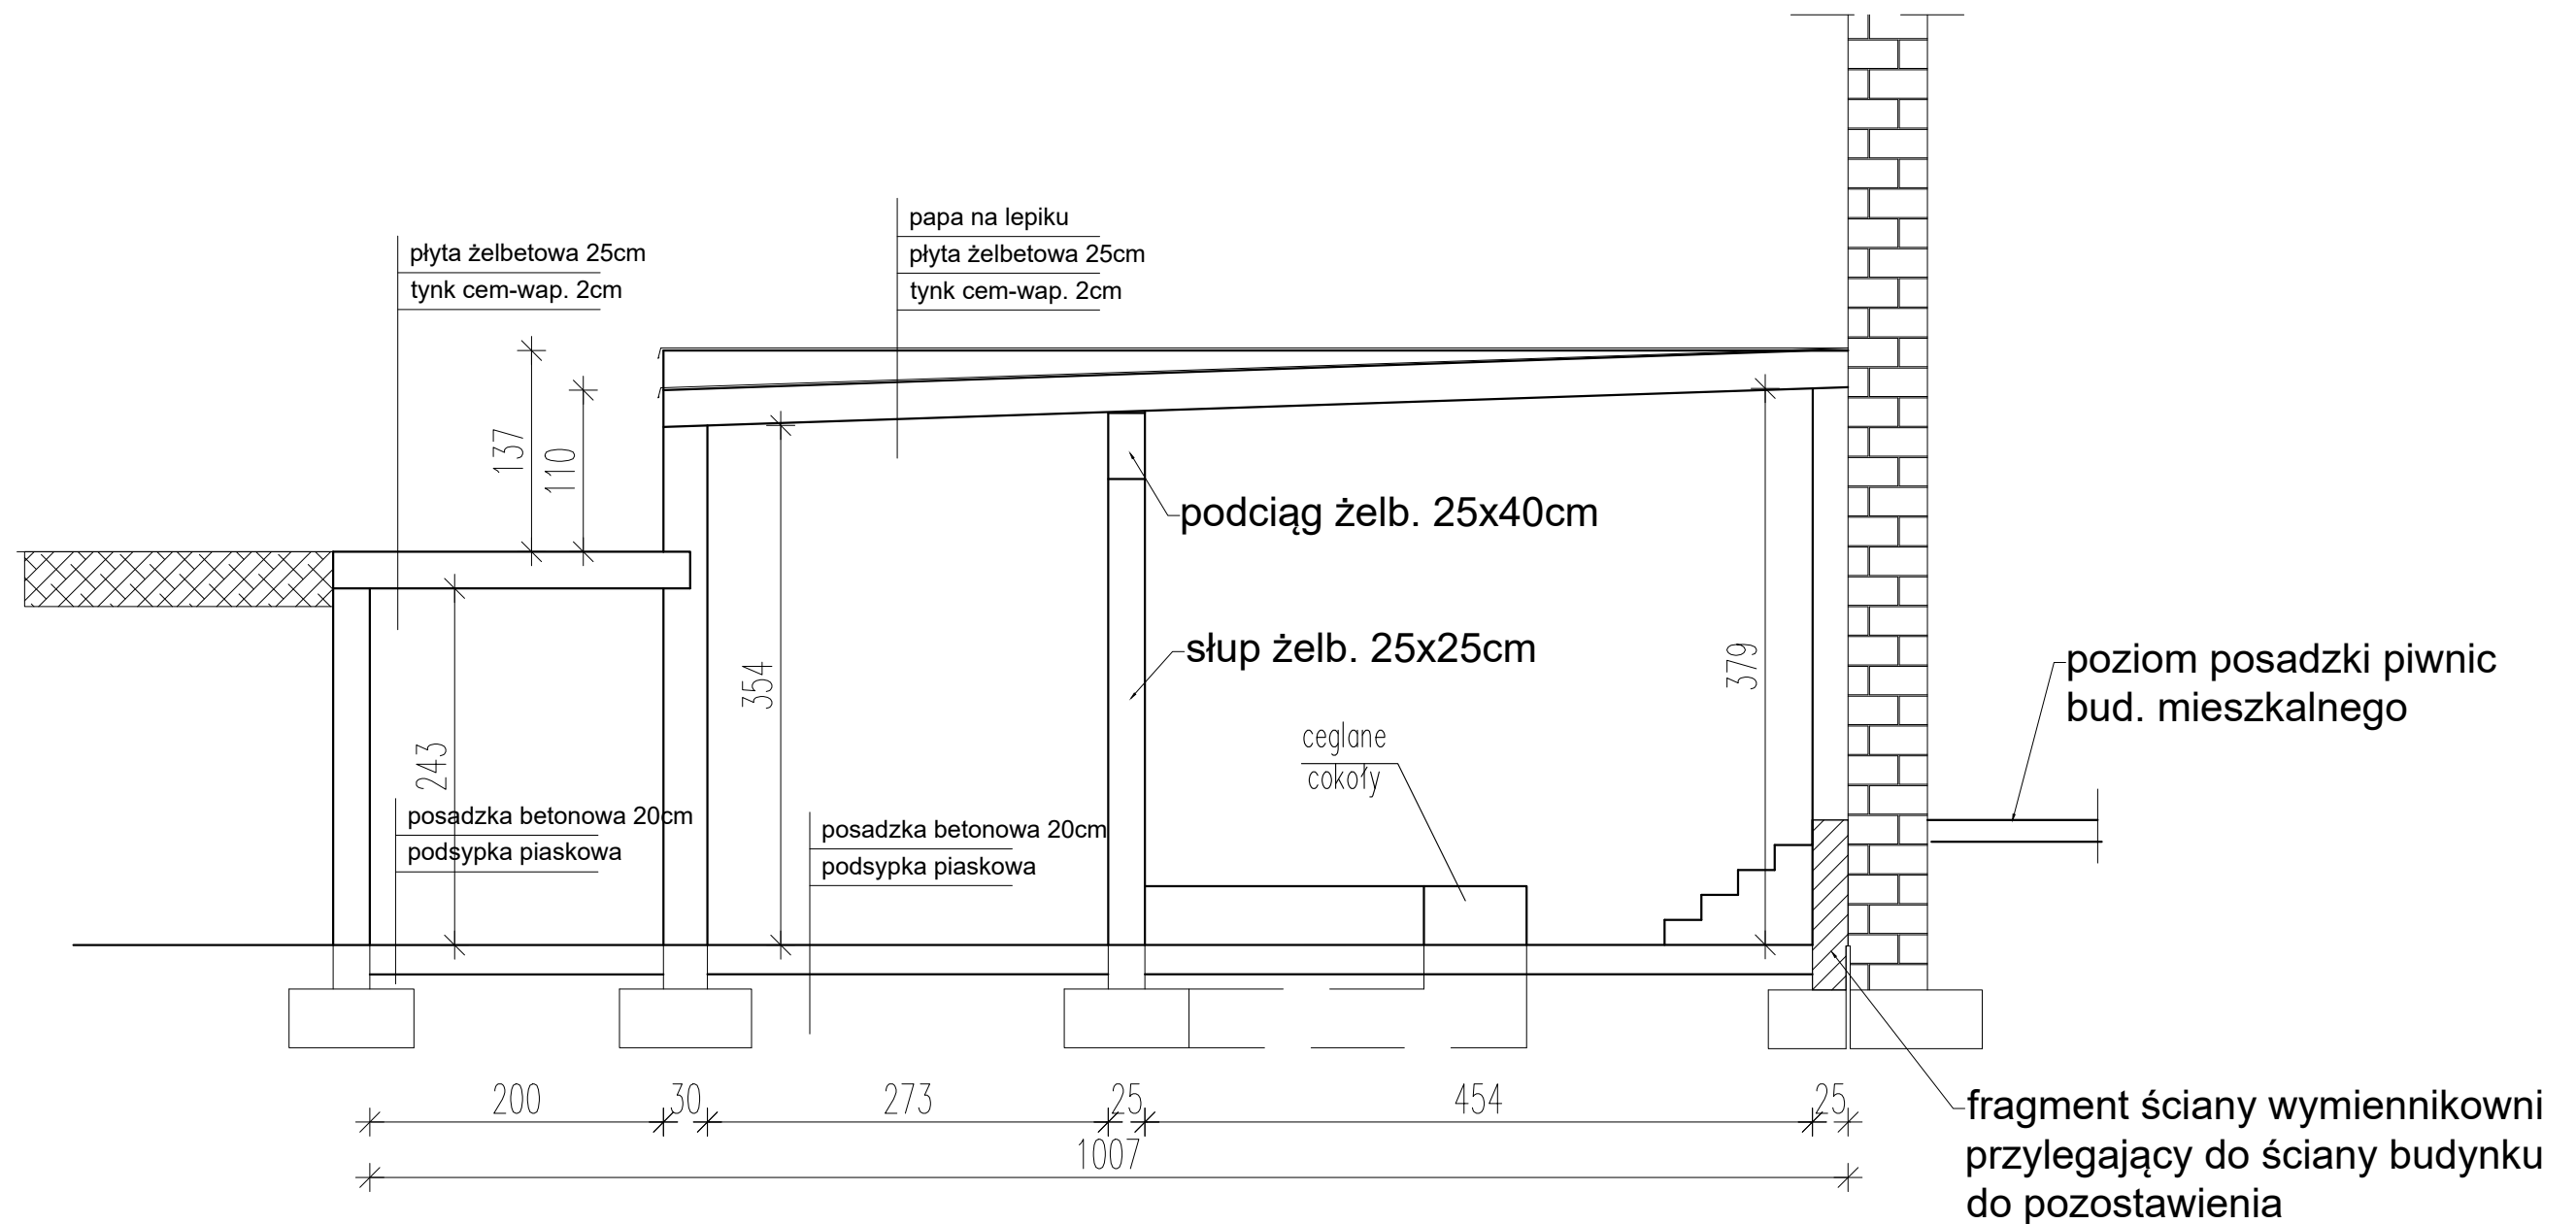 papa na lepiku
płyta żelbetowa 25cm
tynk cem-wap. 2cm
płyta żelbetowa 25cm
tynk cem-wap. 2cm
137
110
podciąg żelb. 25x40cm
słup żelb. 25x25cm
354
379
243
poziom posadzki piwnic
bud. mieszkalnego
ceglane
cokoły
posadzka betonowa 20cm
podsypka piaskowa
posadzka betonowa 20cm
podsypka piaskowa
200
30
273
25
454
25
1007
fragment ściany wymiennikowni
przylegający do ściany budynku
do pozostawienia